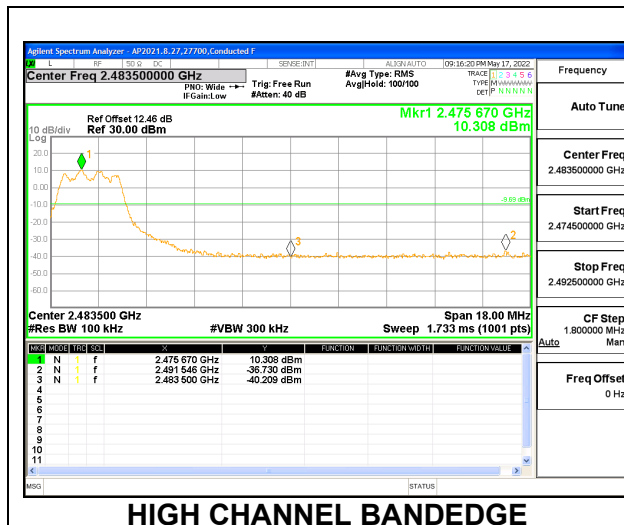 Agilent Spectrum Analyzer - AP2021.8.27,27700,Conducted F
L RF 50 Ω DC SENSE:INT ALIGN AUTO 09:16:20 PM May 17, 2022
Center Freq 2.483500000 GHz
PNO: Wide
IFGain:Low
Trig: Free Run
#Atten: 40 dB
#Avg Type: RMS
Avg|Hold: 100/100
TRACE 1 2 3 4 5 6
TYPE M
DET P N N N N N
Ref Offset 12.46 dB
Ref 30.00 dBm
10 dB/div
Log
Mkr1 2.475 670 GHz
10.308 dBm
20.0
10.0
0.00
-10.0
-20.0
-30.0
-40.0
-50.0
-60.0
1
2
3
-9.69 dBm
Center 2.483500 GHz Span 18.00 MHz
#Res BW 100 kHz #VBW 300 kHz Sweep 1.733 ms (1001 pts)
MKR MODE TRC SCL X Y FUNCTION FUNCTION WIDTH FUNCTION VALUE
1 N 1 f 2.475 670 GHz 10.308 dBm
2 N 1 f 2.491 546 GHz -36.730 dBm
3 N 1 f 2.483 500 GHz -40.209 dBm
4
5
6
7
8
9
10
11
MSG STATUS
Frequency
Auto Tune
Center Freq
2.483500000 GHz
Start Freq
2.474500000 GHz
Stop Freq
2.492500000 GHz
CF Step
1.800000 MHz
Auto Man
Freq Offset
0 Hz
HIGH CHANNEL BANDEDGE